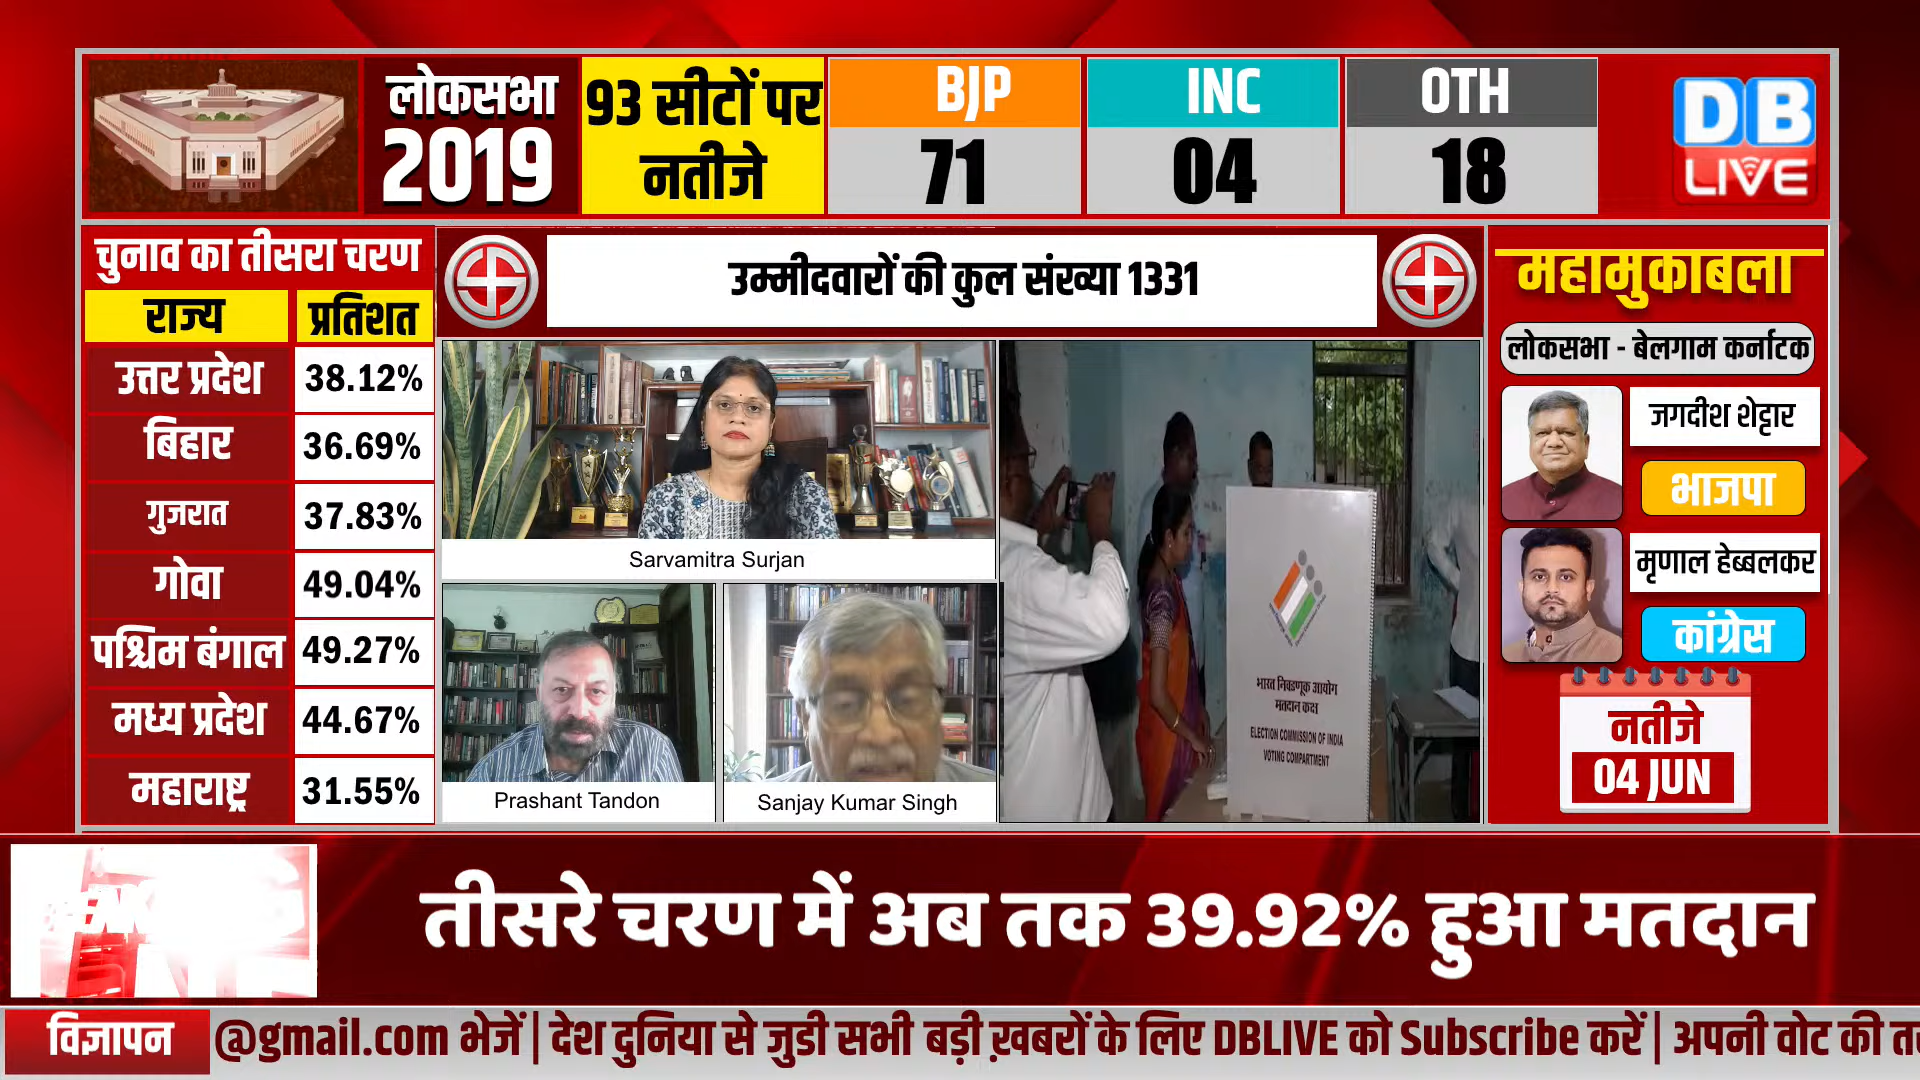 लोकसभा
2019
93 सीटों पर
नतीजे
BJP
71
INC
04
OTH
18
DB
LIVE
चुनाव का तीसरा चरण
राज्य प्रतिशत
उत्तर प्रदेश 38.12%
बिहार 36.69%
गुजरात 37.83%
गोवा 49.04%
पश्चिम बंगाल 49.27%
मध्य प्रदेश 44.67%
महाराष्ट्र 31.55%
उम्मीदवारों की कुल संख्या 1331
Sarvamitra Surjan
Prashant Tandon
Sanjay Kumar Singh
भारत निवडणूक आयोग
मतदान कक्ष
ELECTION COMMISSION OF INDIA
VOTING COMPARTMENT
महामुकाबला
लोकसभा - बेलगाम कर्नाटक
जगदीश शेट्टार
भाजपा
मृणाल हेब्बलकर
कांग्रेस
नतीजे
04 JUN
तीसरे चरण में अब तक 39.92% हुआ मतदान
विज्ञापन
@gmail.com भेजें | देश दुनिया से जुडी सभी बड़ी ख़बरों के लिए DBLIVE को Subscribe करें | अपनी वोट की